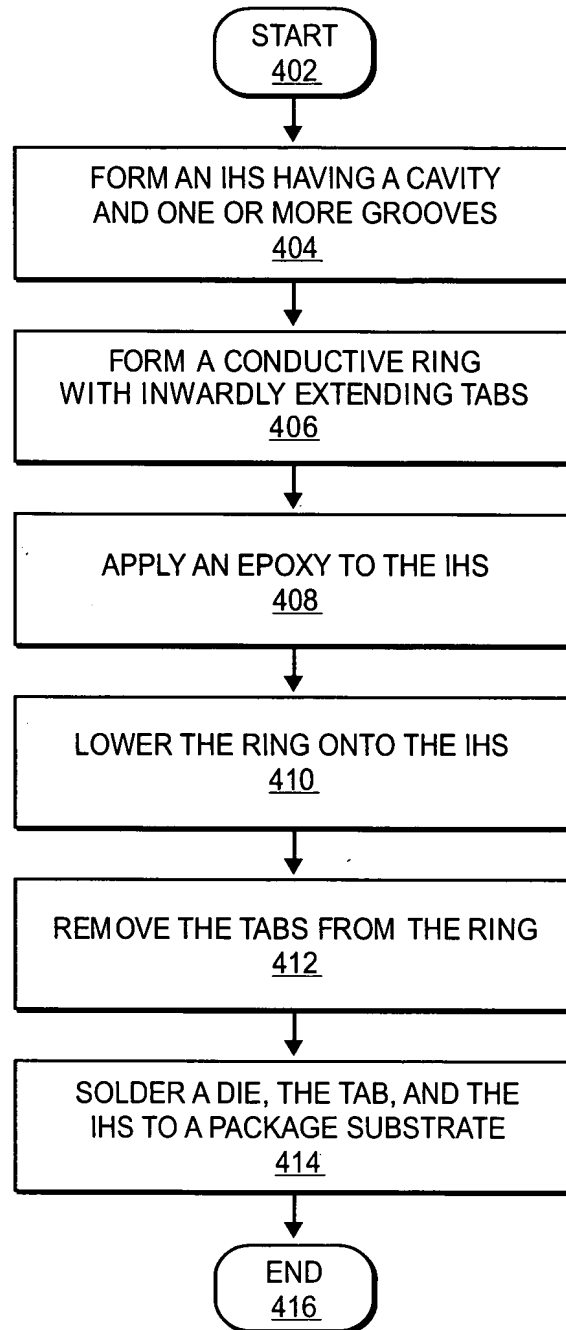 START
402
FORM AN IHS HAVING A CAVITY
AND ONE OR MORE GROOVES
404
FORM A CONDUCTIVE RING
WITH INWARDLY EXTENDING TABS
406
APPLY AN EPOXY TO THE IHS
408
LOWER THE RING ONTO THE IHS
410
REMOVE THE TABS FROM THE RING
412
SOLDER A DIE, THE TAB, AND THE
IHS TO A PACKAGE SUBSTRATE
414
END
416